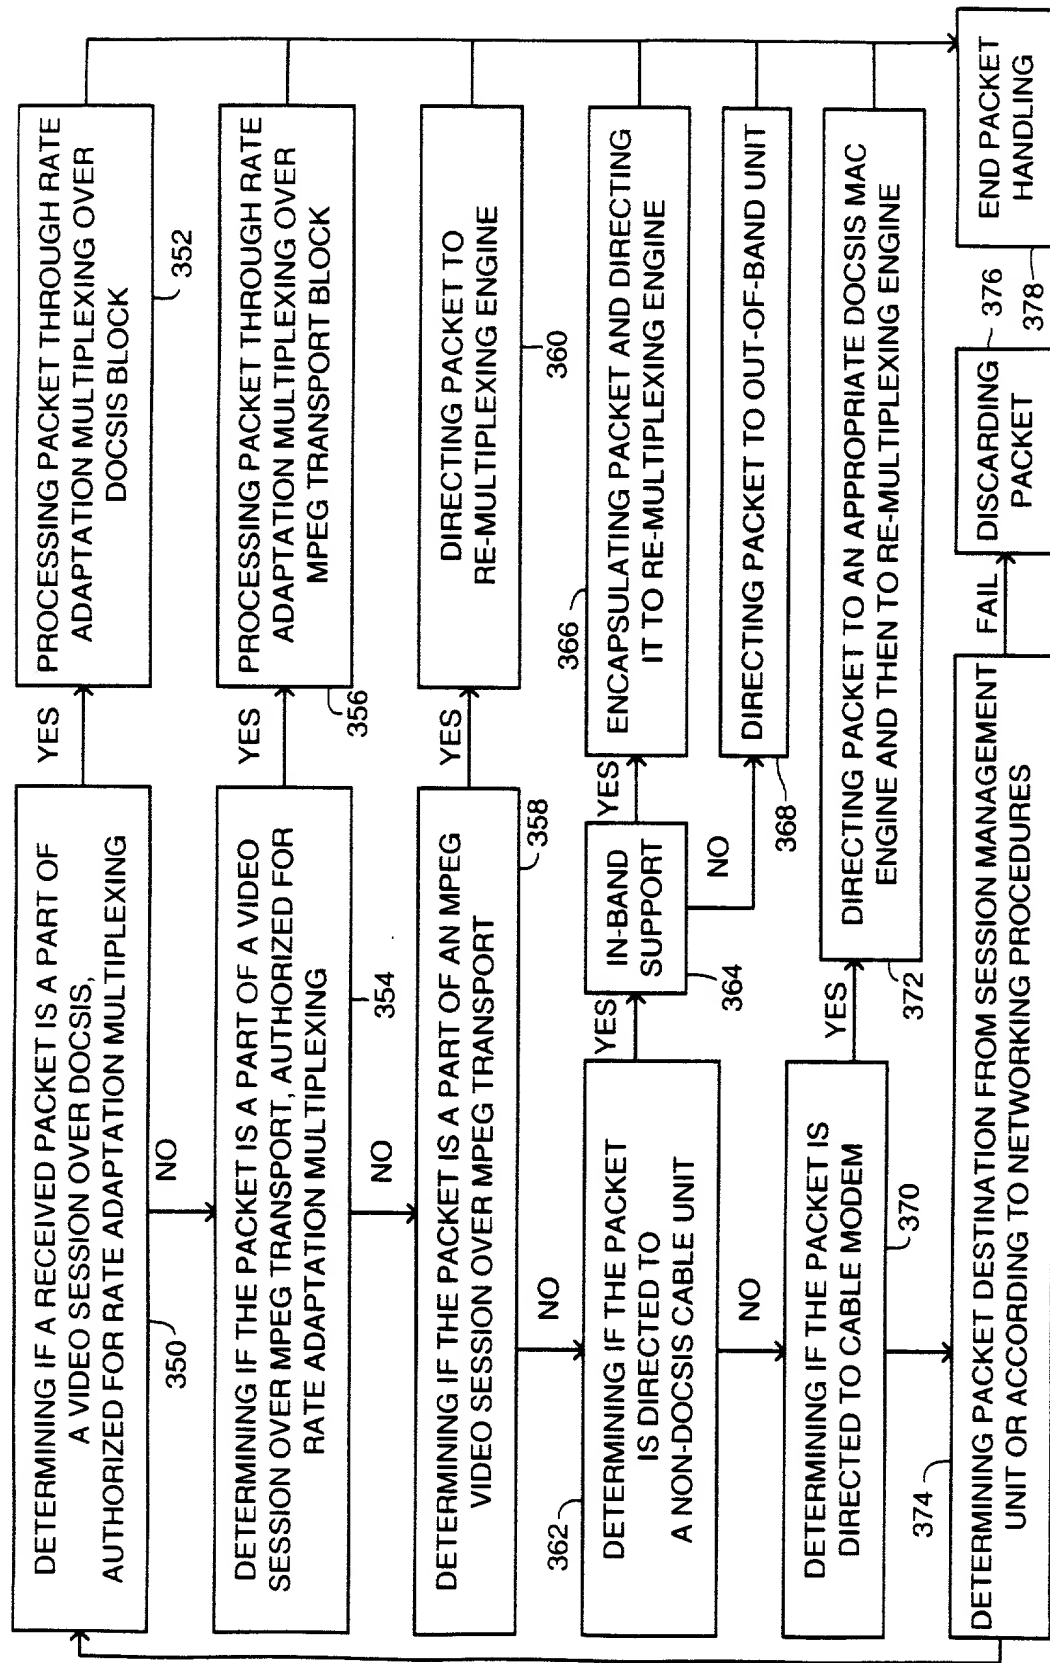 DETERMINING IF A RECEIVED PACKET IS A PART OF
A VIDEO SESSION OVER DOCSIS,
AUTHORIZED FOR RATE ADAPTATION MULTIPLEXING
350
YES
PROCESSING PACKET THROUGH RATE
ADAPTATION MULTIPLEXING OVER
DOCSIS BLOCK
352
NO
DETERMINING IF THE PACKET IS A PART OF A VIDEO
SESSION OVER MPEG TRANSPORT, AUTHORIZED FOR
RATE ADAPTATION MULTIPLEXING
354
YES
PROCESSING PACKET THROUGH RATE
ADAPTATION MULTIPLEXING OVER
MPEG TRANSPORT BLOCK
356
NO
DETERMINING IF THE PACKET IS A PART OF AN MPEG
VIDEO SESSION OVER MPEG TRANSPORT
358
YES
DIRECTING PACKET TO
RE-MULTIPLEXING ENGINE
360
NO
362
DETERMINING IF THE PACKET
IS DIRECTED TO
A NON-DOCSIS CABLE UNIT
YES
IN-BAND
SUPPORT
364
YES
366
ENCAPSULATING PACKET AND DIRECTING
IT TO RE-MULTIPLEXING ENGINE
NO
DIRECTING PACKET TO OUT-OF-BAND UNIT
368
NO
DETERMINING IF THE PACKET IS
DIRECTED TO CABLE MODEM
370
YES
DIRECTING PACKET TO AN APPROPRIATE DOCSIS MAC
ENGINE AND THEN TO RE-MULTIPLEXING ENGINE
372
374
DETERMINING PACKET DESTINATION FROM SESSION MANAGEMENT
UNIT OR ACCORDING TO NETWORKING PROCEDURES
FAIL
DISCARDING
PACKET
376
378
END PACKET
HANDLING